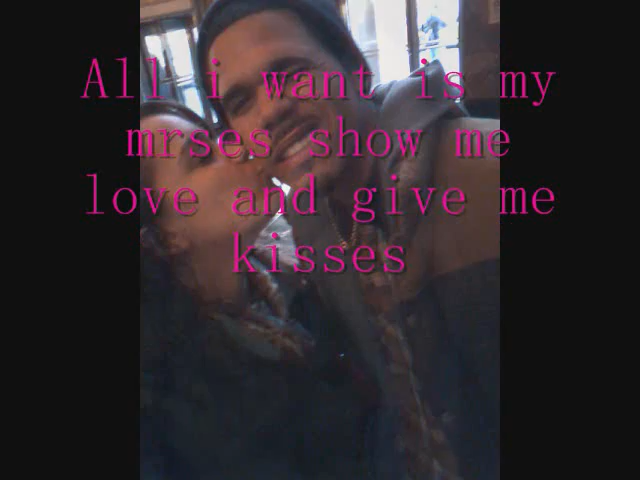 All i want is my
mrses show me
love and give me
kisses